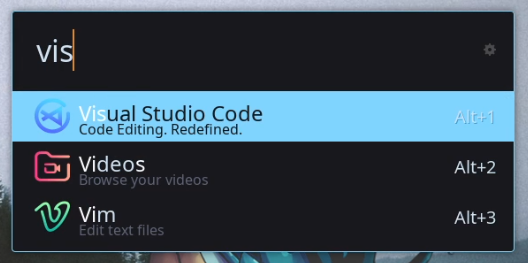 vis
Visual Studio Code
Code Editing. Redefined.
Alt+1
Videos
Browse your videos
Alt+2
Vim
Edit text files
Alt+3